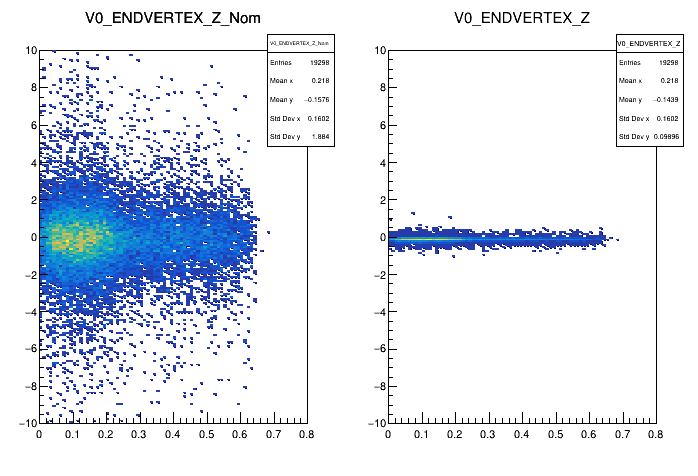 V0_ENDVERTEX_Z_Nom
V0_ENDVERTEX_Z_Nom
Entries 19298
Mean x 0.218
Mean y −0.1576
Std Dev x 0.1602
Std Dev y 1.884
10
8
6
4
2
0
−2
−4
−6
−8
−10
0 0.1 0.2 0.3 0.4 0.5 0.6 0.7 0.8
V0_ENDVERTEX_Z
V0_ENDVERTEX_Z
Entries 19298
Mean x 0.218
Mean y −0.1439
Std Dev x 0.1602
Std Dev y 0.09896
10
8
6
4
2
0
−2
−4
−6
−8
−10
0 0.1 0.2 0.3 0.4 0.5 0.6 0.7 0.8